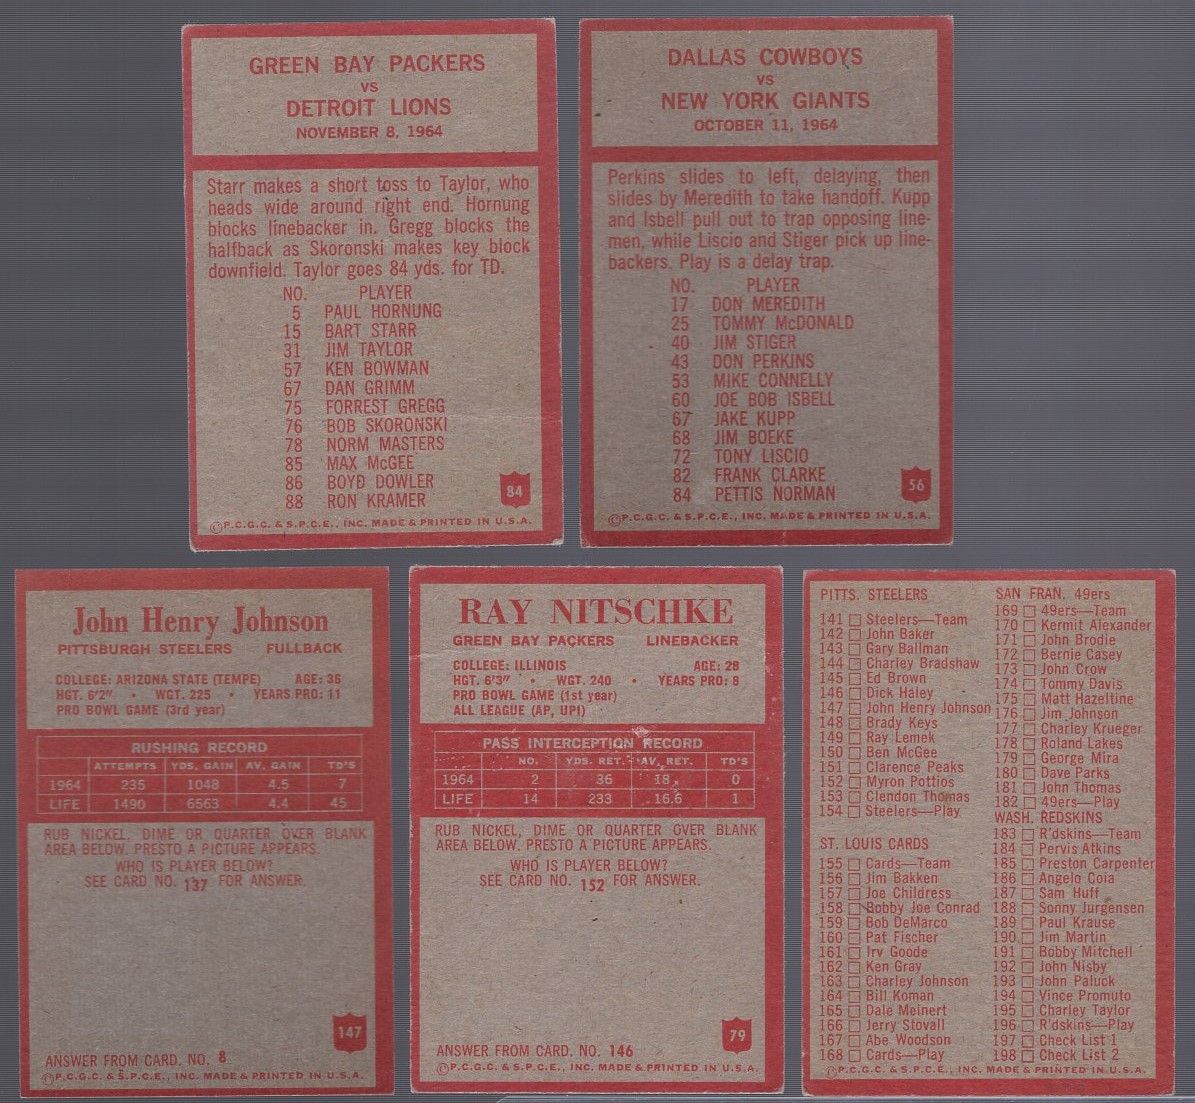 GREEN BAY PACKERS
vs
DETROIT LIONS
NOVEMBER 8, 1964
Starr makes a short toss to Taylor, who
heads wide around right end. Hornung
blocks linebacker in. Gregg blocks the
halfback as Skoronski makes key block
downfield. Taylor goes 84 yds. for TD.
NO. PLAYER
5 PAUL HORNUNG
15 BART STARR
31 JIM TAYLOR
57 KEN BOWMAN
67 DAN GRIMM
75 FORREST GREGG
76 BOB SKORONSKI
78 NORM MASTERS
85 MAX McGEE
86 BOYD DOWLER
88 RON KRAMER
84
©P.C.G.C. & S.P.C.E., INC. MADE & PRINTED IN U.S.A.
DALLAS COWBOYS
vs
NEW YORK GIANTS
OCTOBER 11, 1964
Perkins slides to left, delaying, then
slides by Meredith to take handoff. Kupp
and Isbell pull out to trap opposing line-
men, while Liscio and Stiger pick up line-
backers. Play is a delay trap.
NO. PLAYER
17 DON MEREDITH
25 TOMMY McDONALD
40 JIM STIGER
43 DON PERKINS
53 MIKE CONNELLY
60 JOE BOB ISBELL
67 JAKE KUPP
68 JIM BOEKE
72 TONY LISCIO
82 FRANK CLARKE
84 PETTIS NORMAN
56
©P.C.G.C. & S.P.C.E., INC. MADE & PRINTED IN U.S.A.
John Henry Johnson
PITTSBURGH STEELERS FULLBACK
COLLEGE: ARIZONA STATE (TEMPE) AGE: 36
HGT. 6'2" • WGT. 225 • YEARS PRO: 11
PRO BOWL GAME (3rd year)
RUSHING RECORD
ATTEMPTS YDS. GAIN AV. GAIN TD'S
1964 235 1048 4.5 7
LIFE 1490 6563 4.4 45
RUB NICKEL, DIME OR QUARTER OVER BLANK
AREA BELOW. PRESTO A PICTURE APPEARS.
WHO IS PLAYER BELOW?
SEE CARD NO. 137 FOR ANSWER.
147
ANSWER FROM CARD. NO. 8
©P.C.G.C. & S.P.C.E., INC. MADE & PRINTED IN U.S.A.
RAY NITSCHKE
GREEN BAY PACKERS LINEBACKER
COLLEGE: ILLINOIS AGE: 28
HGT. 6'3" • WGT. 240 • YEARS PRO: 8
PRO BOWL GAME (1st year)
ALL LEAGUE (AP, UPI)
PASS INTERCEPTION RECORD
NO. YDS. RET. AV. RET. TD'S
1964 2 36 18 0
LIFE 14 233 16.6 1
RUB NICKEL, DIME OR QUARTER OVER BLANK
AREA BELOW. PRESTO A PICTURE APPEARS.
WHO IS PLAYER BELOW?
SEE CARD NO. 152 FOR ANSWER.
79
ANSWER FROM CARD. NO. 146
©P.C.G.C. & S.P.C.E., INC. MADE & PRINTED IN U.S.A.
PITTS. STEELERS
141 Steelers—Team
142 John Baker
143 Gary Ballman
144 Charley Bradshaw
145 Ed Brown
146 Dick Haley
147 John Henry Johnson
148 Brady Keys
149 Ray Lemek
150 Ben McGee
151 Clarence Peaks
152 Myron Pottios
153 Clendon Thomas
154 Steelers—Play
ST. LOUIS CARDS
155 Cards—Team
156 Jim Bakken
157 Joe Childress
158 Bobby Joe Conrad
159 Bob DeMarco
160 Pat Fischer
161 Irv Goode
162 Ken Gray
163 Charley Johnson
164 Bill Koman
165 Dale Meinert
166 Jerry Stovall
167 Abe Woodson
168 Cards—Play
SAN FRAN. 49ers
169 49ers—Team
170 Kermit Alexander
171 John Brodie
172 Bernie Casey
173 John Crow
174 Tommy Davis
175 Matt Hazeltine
176 Jim Johnson
177 Charley Krueger
178 Roland Lakes
179 George Mira
180 Dave Parks
181 John Thomas
182 49ers—Play
WASH. REDSKINS
183 R'dskins—Team
184 Pervis Atkins
185 Preston Carpenter
186 Angelo Coia
187 Sam Huff
188 Sonny Jurgensen
189 Paul Krause
190 Jim Martin
191 Bobby Mitchell
192 John Nisby
193 John Paluck
194 Vince Promuto
195 Charley Taylor
196 R'dskins—Play
197 Check List 1
198 Check List 2
©P.C.G.C. & S.P.C.E., INC. MADE & PRINTED IN U.S.A.